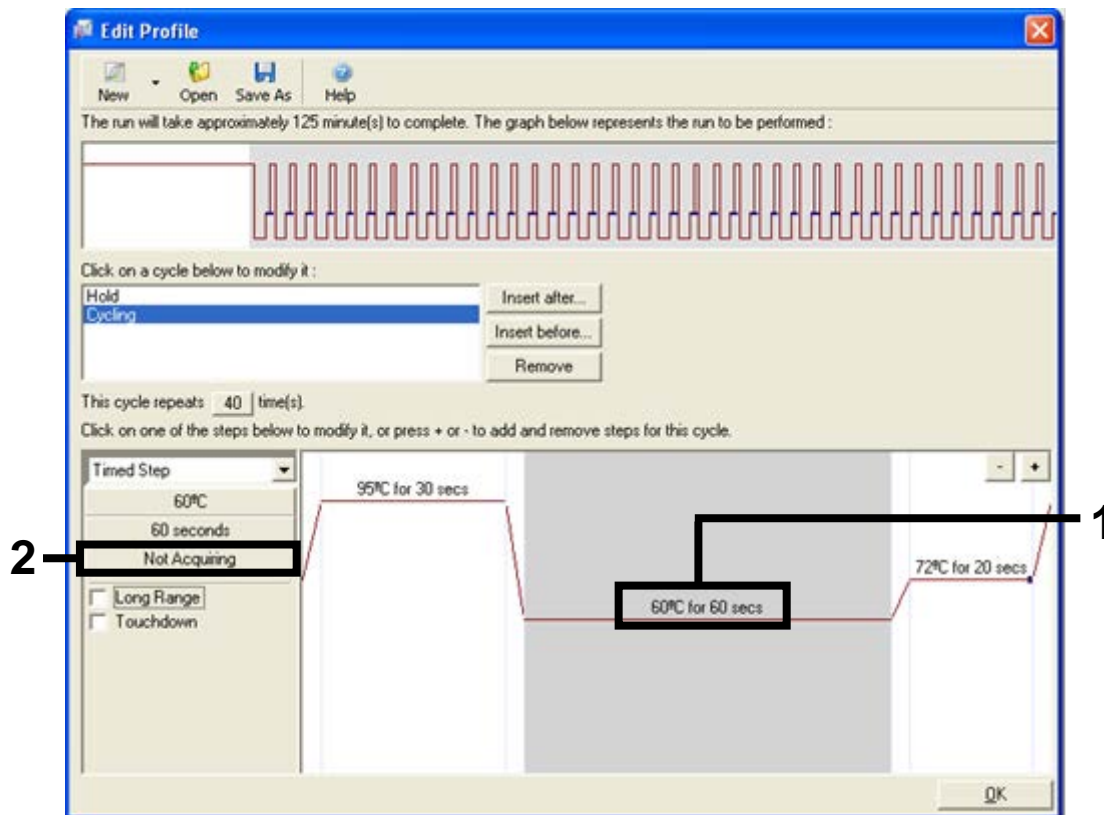 Edit Profile
New Open Save As Help
The run will take approximately 125 minute(s) to complete. The graph below represents the run to be performed :
Click on a cycle below to modify it :
Hold
Cycling
Insert after...
Insert before...
Remove
This cycle repeats 40 time(s).
Click on one of the steps below to modify it, or press + or - to add and remove steps for this cycle.
Timed Step
60ºC
60 seconds
Not Acquiring
Long Range
Touchdown
95ºC for 30 secs
60ºC for 60 secs
72ºC for 20 secs
- +
1
2
OK